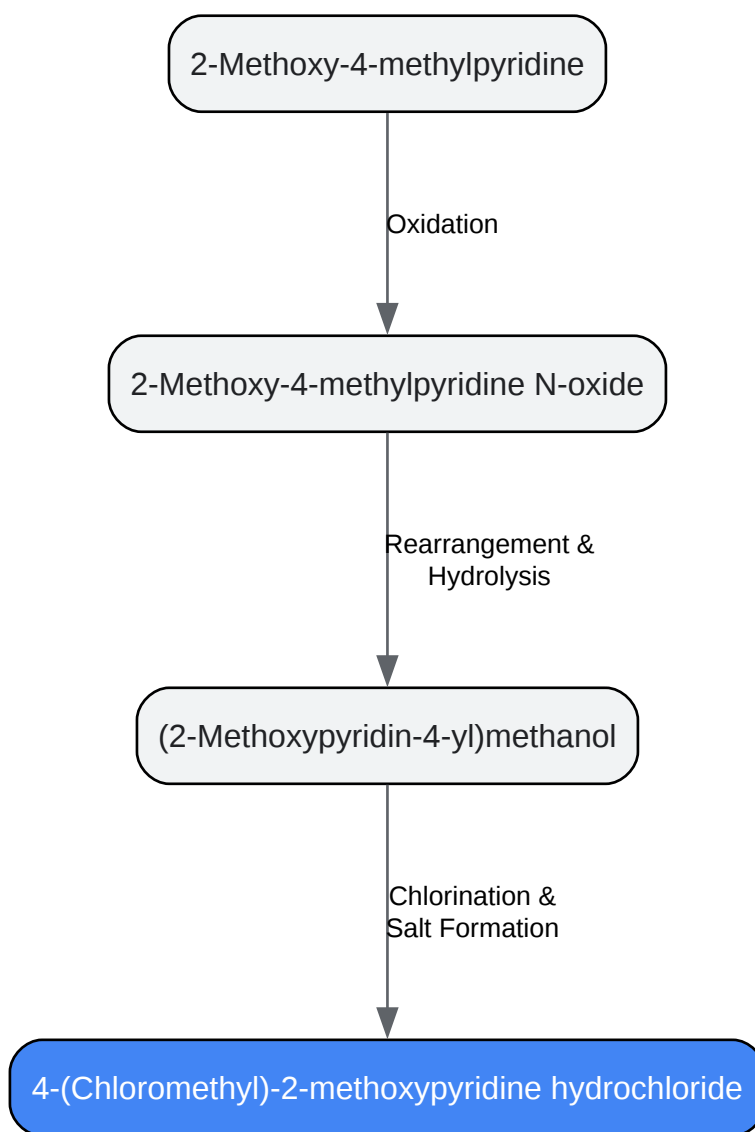 2-Methoxy-4-methylpyridine
Oxidation
2-Methoxy-4-methylpyridine N-oxide
Rearrangement &
Hydrolysis
(2-Methoxypyridin-4-yl)methanol
Chlorination &
Salt Formation
4-(Chloromethyl)-2-methoxypyridine hydrochloride